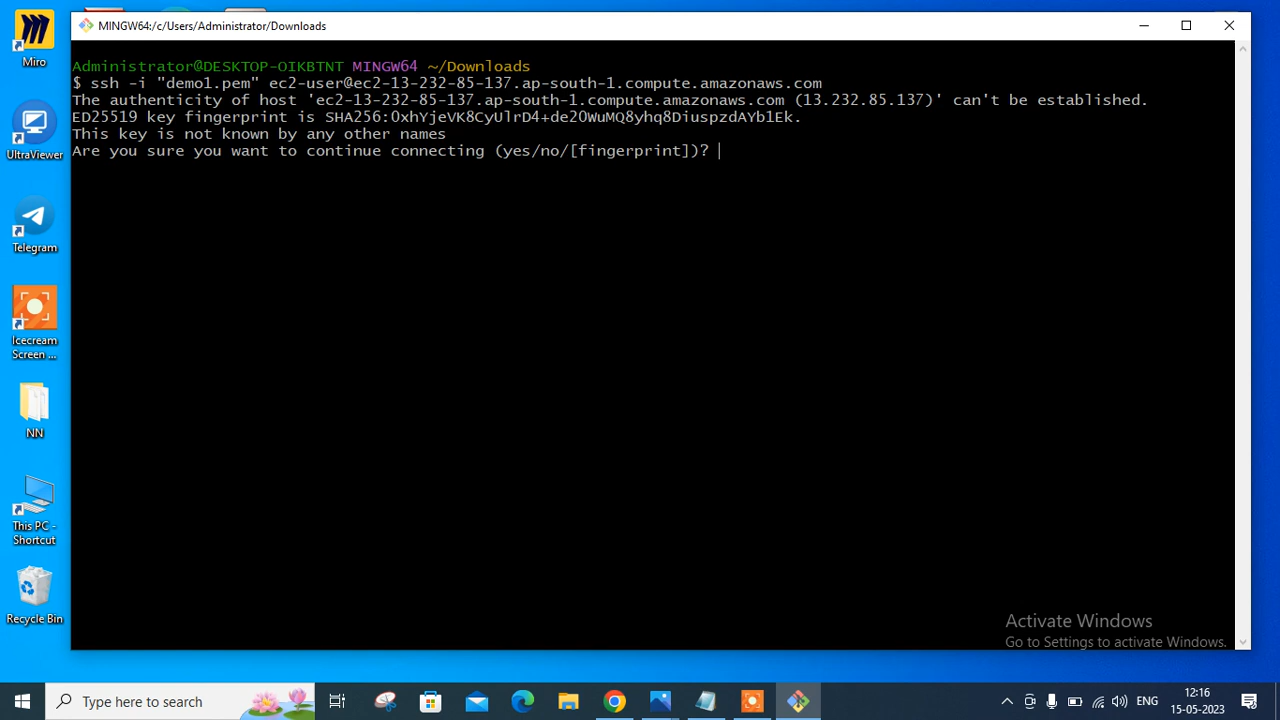 MINGW64:/c/Users/Administrator/Downloads
Administrator@DESKTOP-OIKBTNT MINGW64 ~/Downloads
$ ssh -i "demo1.pem" ec2-user@ec2-13-232-85-137.ap-south-1.compute.amazonaws.com
The authenticity of host 'ec2-13-232-85-137.ap-south-1.compute.amazonaws.com (13.232.85.137)' can't be established.
ED25519 key fingerprint is SHA256:0xhYjeVK8CyUlrD4+de2OWuMQ8yhq8DiuspzdAYb1Ek.
This key is not known by any other names
Are you sure you want to continue connecting (yes/no/[fingerprint])?
Miro
UltraViewer
Telegram
Icecream
Screen ...
NN
This PC -
Shortcut
Recycle Bin
Activate Windows
Go to Settings to activate Windows.
Type here to search
ENG
12:16
15-05-2023